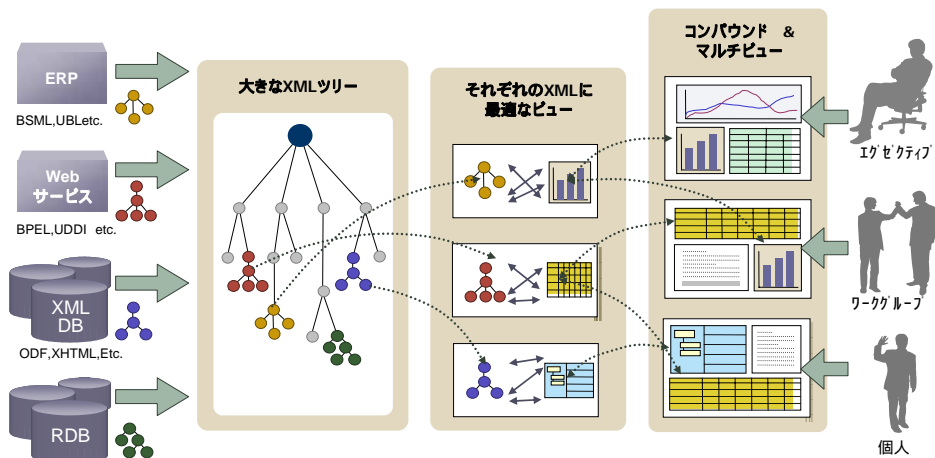 コンパウンド &
マルチビュー
ERP
大きなXMLツリー
それぞれのXMLに
最適なビュー
BSML,UBLetc.
エグゼクティブ
Web
サービス
BPEL,UDDI etc.
XML
DB
ワークグループ
ODF,XHTML,Etc.
RDB
個人